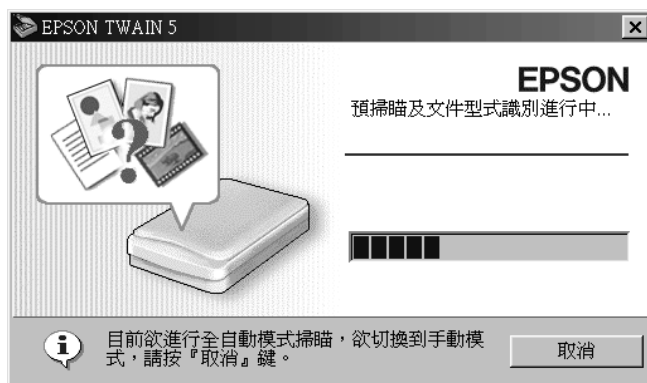 EPSON TWAIN 5
EPSON
預掃瞄及文件型式識別進行中...
目前欲進行全自動模式掃瞄，欲切換到手動模
式，請按『取消』鍵。
取消